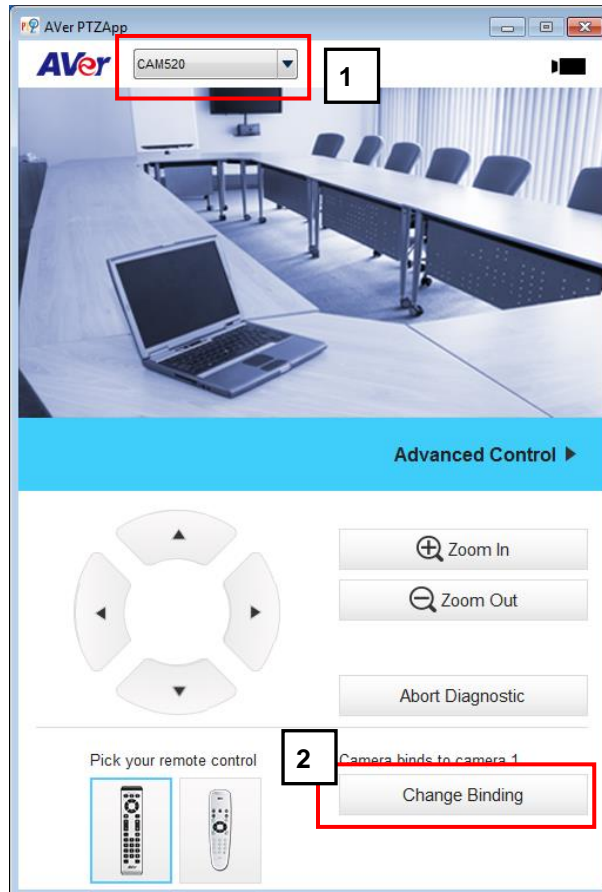 AVer PTZApp
AVer
CAM520
1
Advanced Control
Zoom In
Zoom Out
Abort Diagnostic
Pick your remote control
2
Camera binds to camera 1
Change Binding